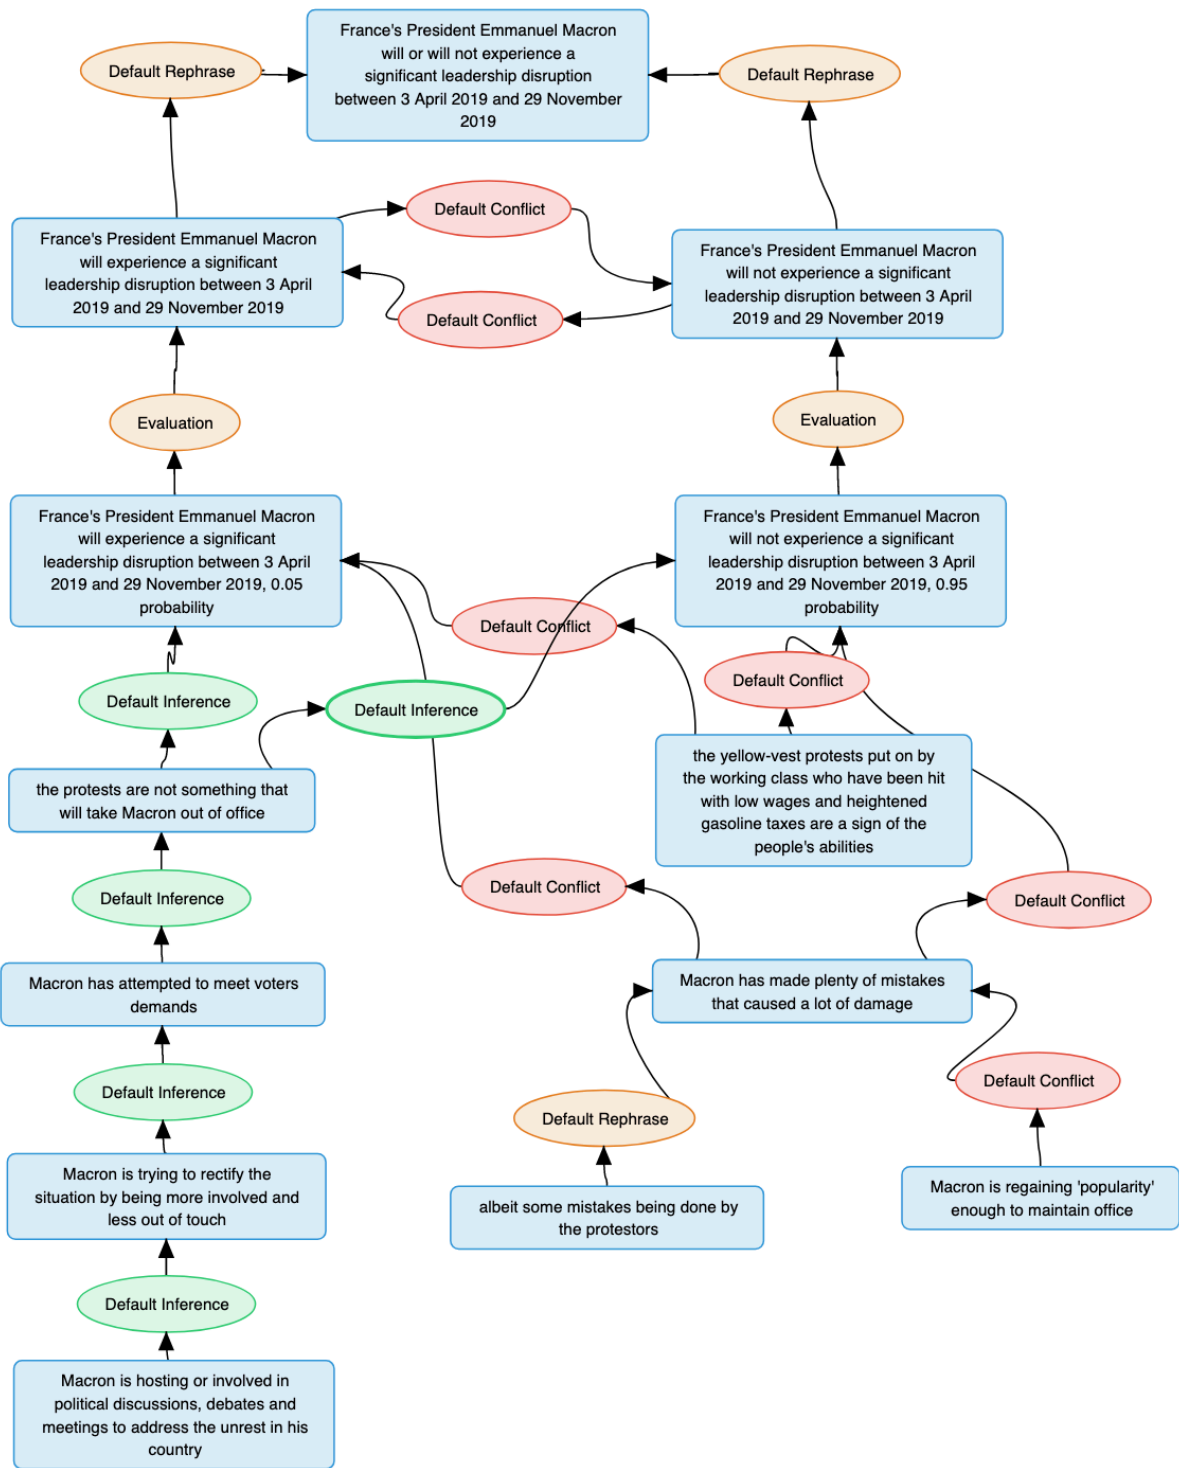 France's President Emmanuel Macron
will or will not experience a
significant leadership disruption
between 3 April 2019 and 29 November
2019
Default Rephrase
Default Rephrase
Default Conflict
France's President Emmanuel Macron
will experience a significant
leadership disruption between 3 April
2019 and 29 November 2019
France's President Emmanuel Macron
will not experience a significant
leadership disruption between 3 April
2019 and 29 November 2019
Default Conflict
Evaluation
Evaluation
France's President Emmanuel Macron
will experience a significant
leadership disruption between 3 April
2019 and 29 November 2019, 0.05
probability
France's President Emmanuel Macron
will not experience a significant
leadership disruption between 3 April
2019 and 29 November 2019, 0.95
probability
Default Conflict
Default Conflict
Default Inference
Default Inference
the protests are not something that
will take Macron out of office
the yellow-vest protests put on by
the working class who have been hit
with low wages and heightened
gasoline taxes are a sign of the
people's abilities
Default Inference
Default Conflict
Default Conflict
Macron has attempted to meet voters
demands
Macron has made plenty of mistakes
that caused a lot of damage
Default Inference
Default Rephrase
Default Conflict
Macron is trying to rectify the
situation by being more involved and
less out of touch
albeit some mistakes being done by
the protestors
Macron is regaining 'popularity'
enough to maintain office
Default Inference
Macron is hosting or involved in
political discussions, debates and
meetings to address the unrest in his
country